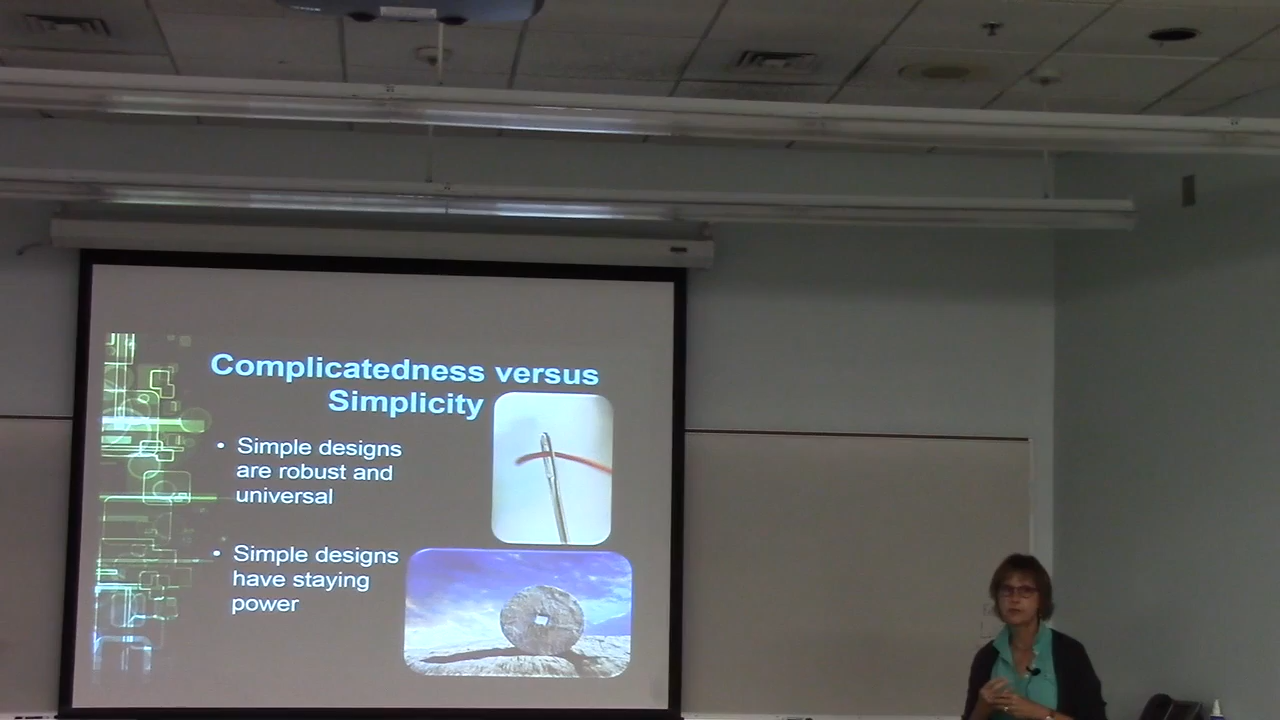 Complicatedness versus
Simplicity
• Simple designs
are robust and
universal
• Simple designs
have staying
power